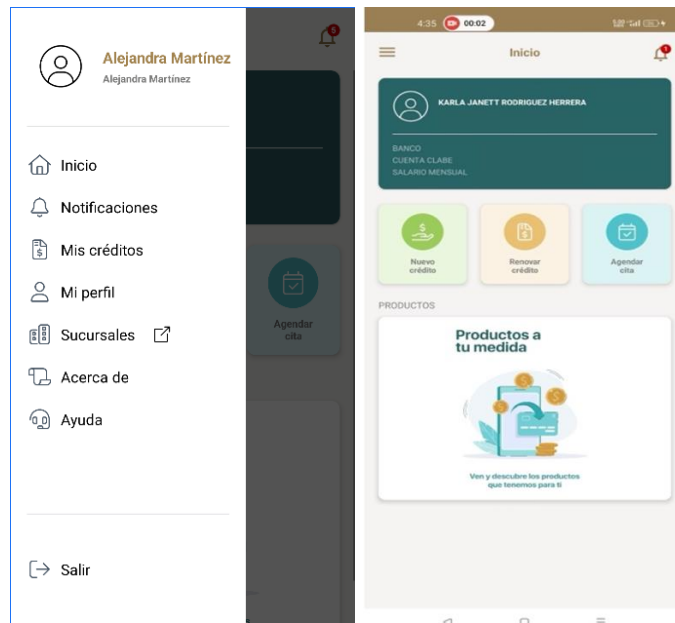 Alejandra Martínez
Alejandra Martínez
Inicio
Notificaciones
Mis créditos
Mi perfil
Sucursales
Acerca de
Ayuda
Salir
Agendar
cita
4:35
00:02
Inicio
1
KARLA JANETT RODRIGUEZ HERRERA
BANCO
CUENTA CLABE
SALARIO MENSUAL
Nuevo
crédito
Renovar
crédito
Agendar
cita
PRODUCTOS
Productos a
tu medida
Ven y descubre los productos
que tenemos para ti